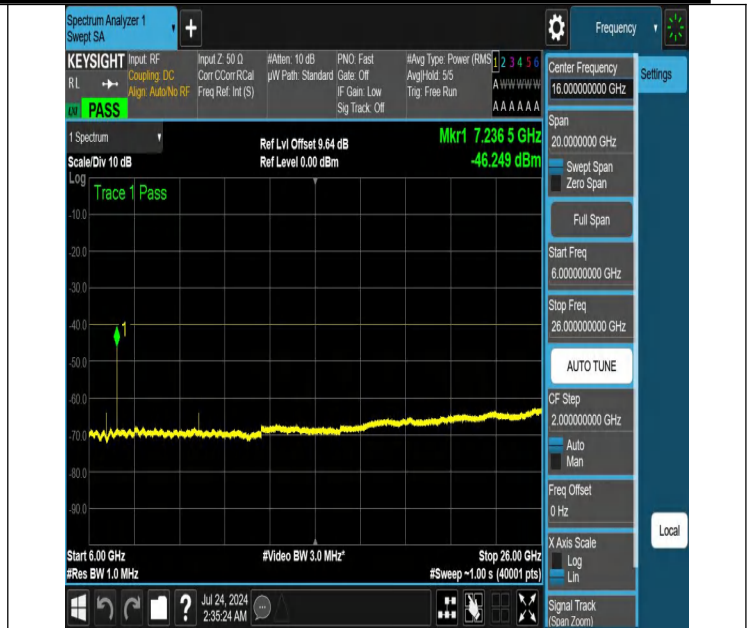 Spectrum Analyzer 1
Swept SA
+
Frequency
KEYSIGHT
RL
PASS
Input: RF
Coupling: DC
Align: Auto/No RF
Input Z: 50 Ω
Corr CCorr RCal
Freq Ref: Int (S)
#Atten: 10 dB
µW Path: Standard
PNO: Fast
Gate: Off
IF Gain: Low
Sig Track: Off
#Avg Type: Power (RMS
Avg|Hold: 5/5
Trig: Free Run
1 2 3 4 5 6
A W W W W W
A A A A A A
1 Spectrum
Scale/Div 10 dB
Ref Lvl Offset 9.64 dB
Ref Level 0.00 dBm
Mkr1 7.236 5 GHz
-46.249 dBm
Log
Trace 1 Pass
-10.0
-20.0
-30.0
-40.0
1
-50.0
-60.0
-70.0
-80.0
-90.0
Start 6.00 GHz
#Res BW 1.0 MHz
#Video BW 3.0 MHz*
Stop 26.00 GHz
#Sweep ~1.00 s (40001 pts)
Center Frequency
16.00000000 GHz
Settings
Span
20.0000000 GHz
Swept Span
Zero Span
Full Span
Start Freq
6.000000000 GHz
Stop Freq
26.00000000 GHz
AUTO TUNE
CF Step
2.000000000 GHz
Auto
Man
Freq Offset
0 Hz
X Axis Scale
Log
Lin
Local
Signal Track
(Span Zoom)
?
Jul 24, 2024
2:35:24 AM